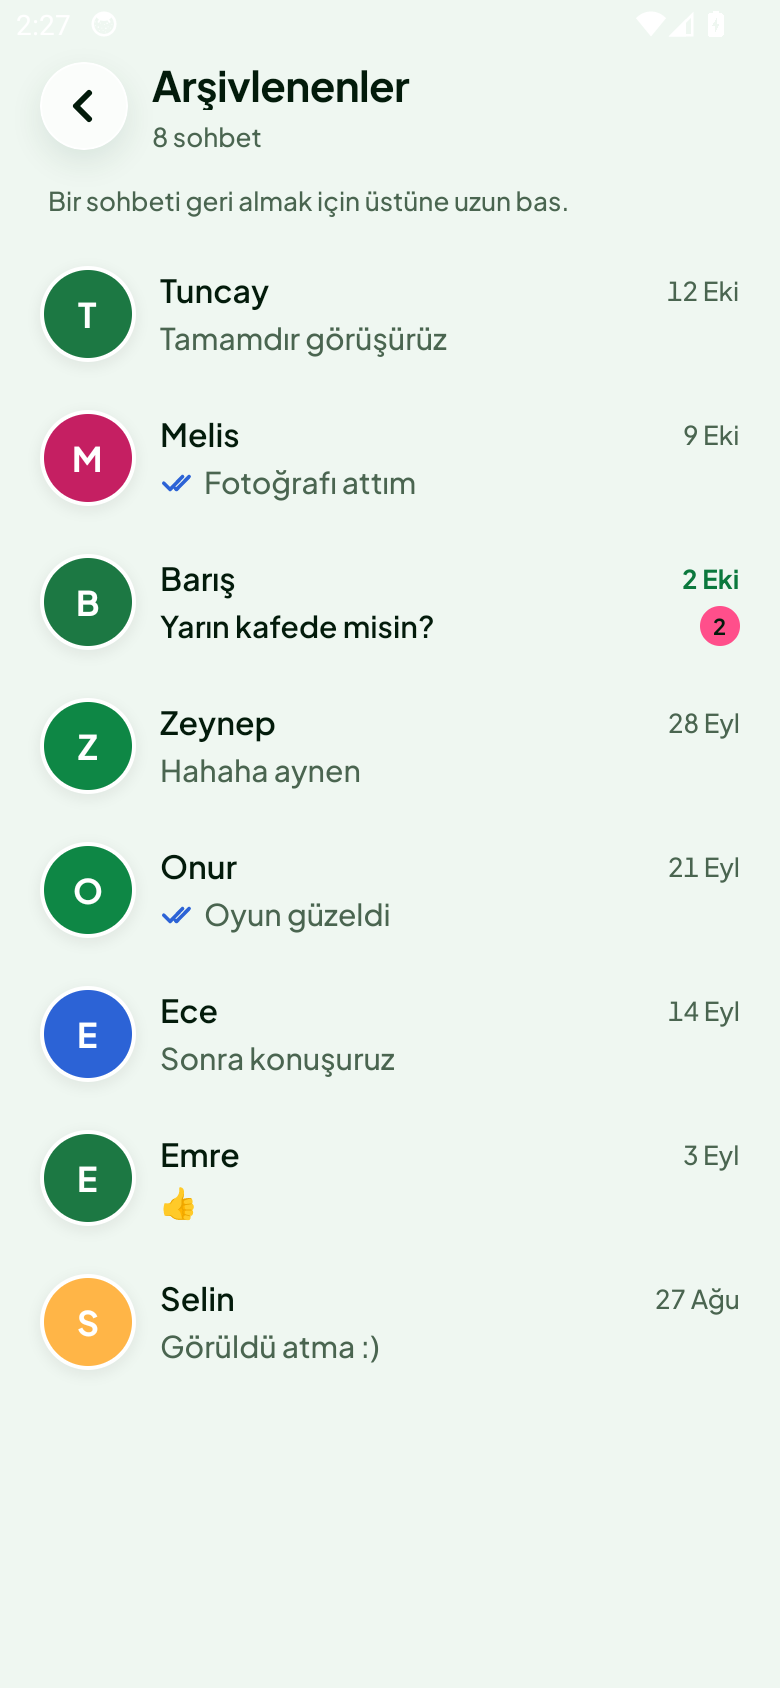 2:27
Arşivlenenler
8 sohbet
Bir sohbeti geri almak için üstüne uzun bas.
T
Tuncay
12 Eki
Tamamdır görüşürüz
M
Melis
9 Eki
Fotoğrafı attım
B
Barış
2 Eki
Yarın kafede misin?
2
Z
Zeynep
28 Eyl
Hahaha aynen
O
Onur
21 Eyl
Oyun güzeldi
E
Ece
14 Eyl
Sonra konuşuruz
E
Emre
3 Eyl
👍
S
Selin
27 Ağu
Görüldü atma :)